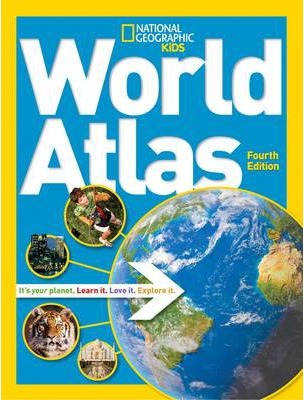 NATIONAL
GEOGRAPHIC
KiDS
World
Atlas
Fourth
Edition
It's your planet. Learn it. Love it. Explore it.